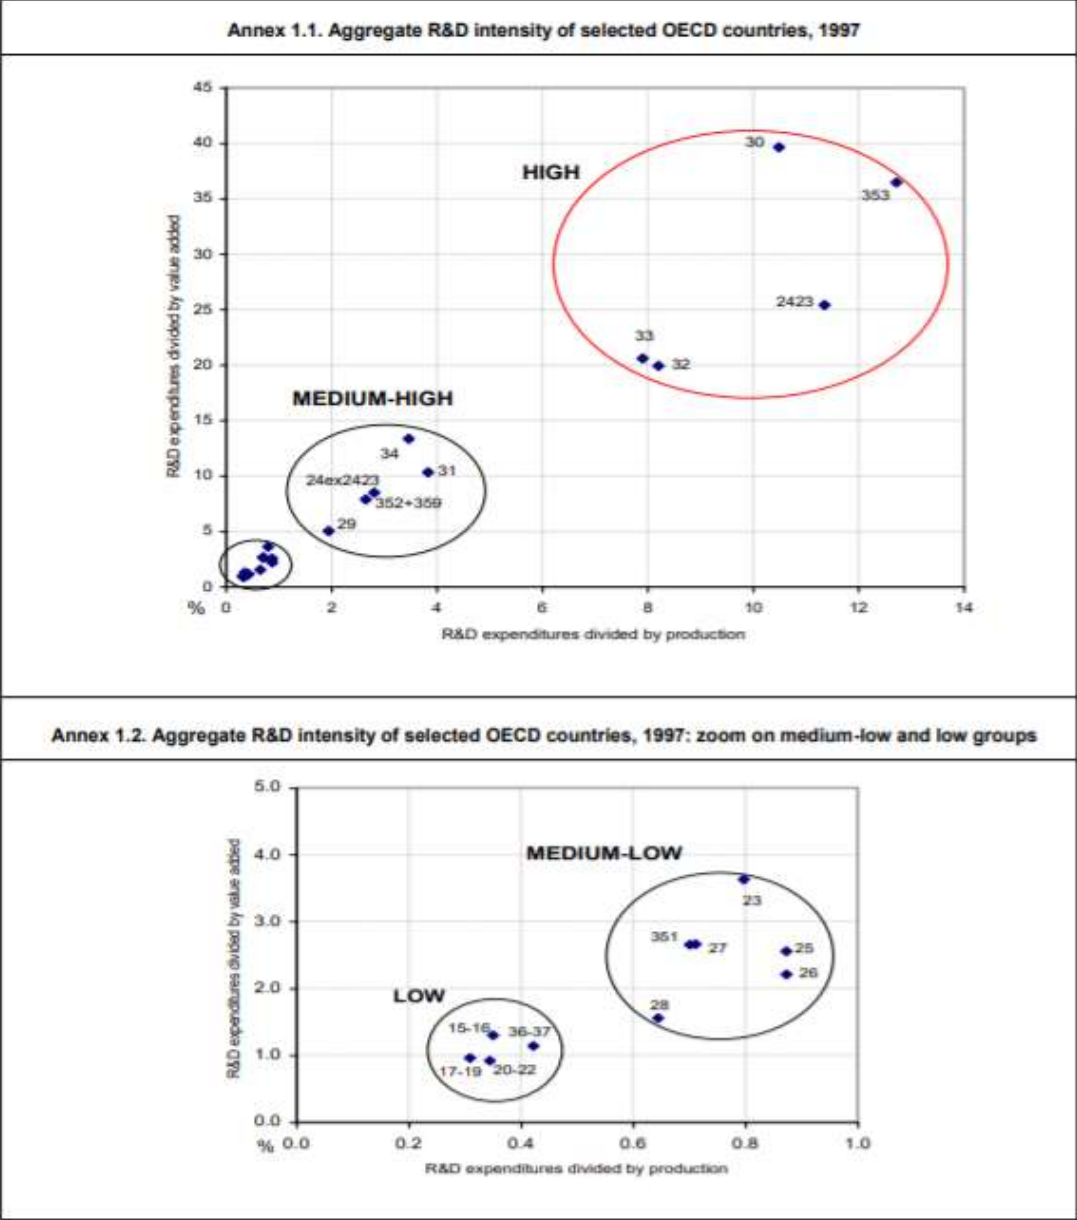 Annex 1.1. Aggregate R&D intensity of selected OECD countries, 1997
45
40
35
30
25
20
15
10
5
0
R&D expenditures divided by value added
HIGH
30
353
2423
33
32
MEDIUM-HIGH
34
31
24ex2423
352+359
29
% 0 2 4 6 8 10 12 14
R&D expenditures divided by production
Annex 1.2. Aggregate R&D intensity of selected OECD countries, 1997: zoom on medium-low and low groups
5.0
4.0
3.0
2.0
1.0
0.0
R&D expenditures divided by value added
MEDIUM-LOW
23
351
27
25
26
28
LOW
15-16 36-37
17-19 20-22
% 0.0 0.2 0.4 0.6 0.8 1.0
R&D expenditures divided by production